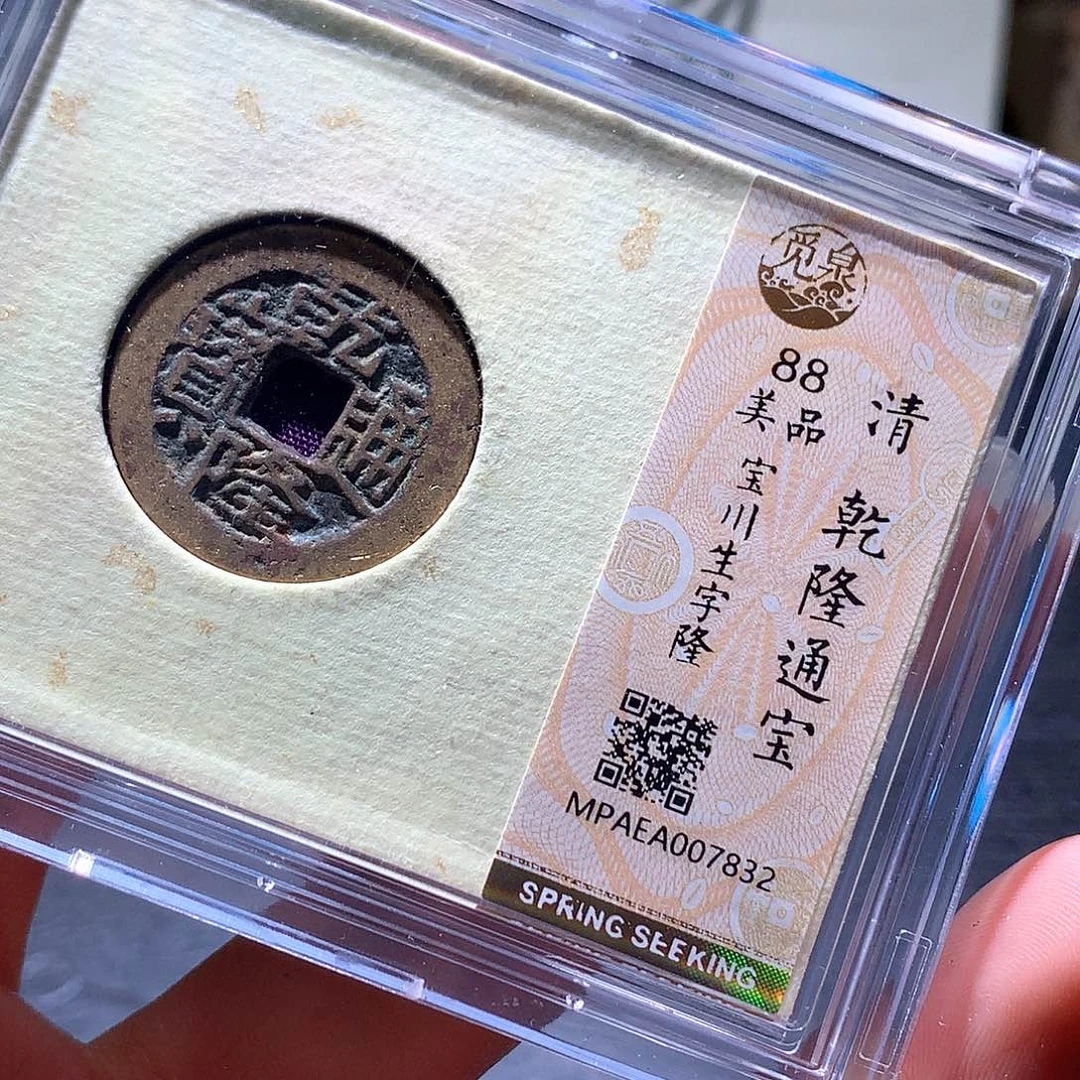 乾隆通寶
觅泉
88
美品
清 乾隆通宝
宝川生字隆
MPAEA007832
SPRING SEEKING